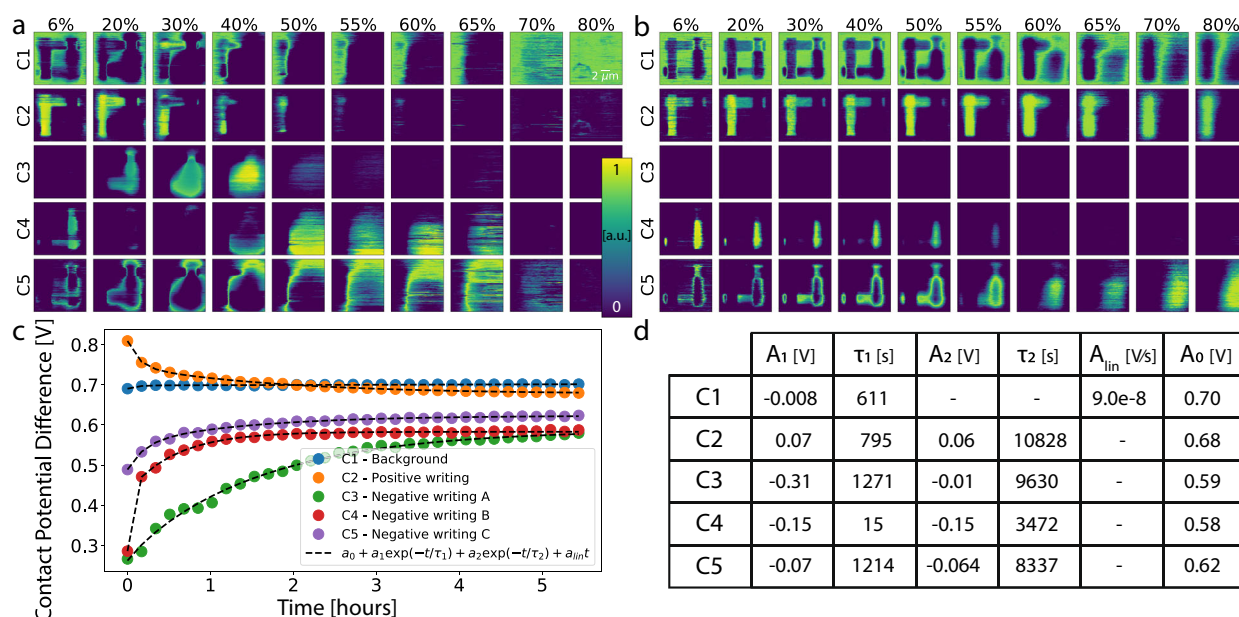 a 6% 20% 30% 40% 50% 55% 60% 65% 70% 80%
C1
2 μm
C2
C3
C4
C5
1
[a.u.]
0
b 6% 20% 30% 40% 50% 55% 60% 65% 70% 80%
C1
C2
C3
C4
C5
c
Contact Potential Difference [V]
0.8
0.7
0.6
0.5
0.3
C1 - Background
C2 - Positive writing
C3 - Negative writing A
C4 - Negative writing B
C5 - Negative writing C
a₀ + a₁exp(−t/τ₁) + a₂exp(−t/τ₂) + aₗᵢₙt
0 1 2 3 4 5
Time [hours]
d
A₁ [V] τ1 [s] A₂ [V] τ2 [s] Aₗᵢₙ [V/s] A₀ [V]
C1 -0.008 611 - - 9.0e-8 0.70
C2 0.07 795 0.06 10828 - 0.68
C3 -0.31 1271 -0.01 9630 - 0.59
C4 -0.15 15 -0.15 3472 - 0.58
C5 -0.07 1214 -0.064 8337 - 0.62